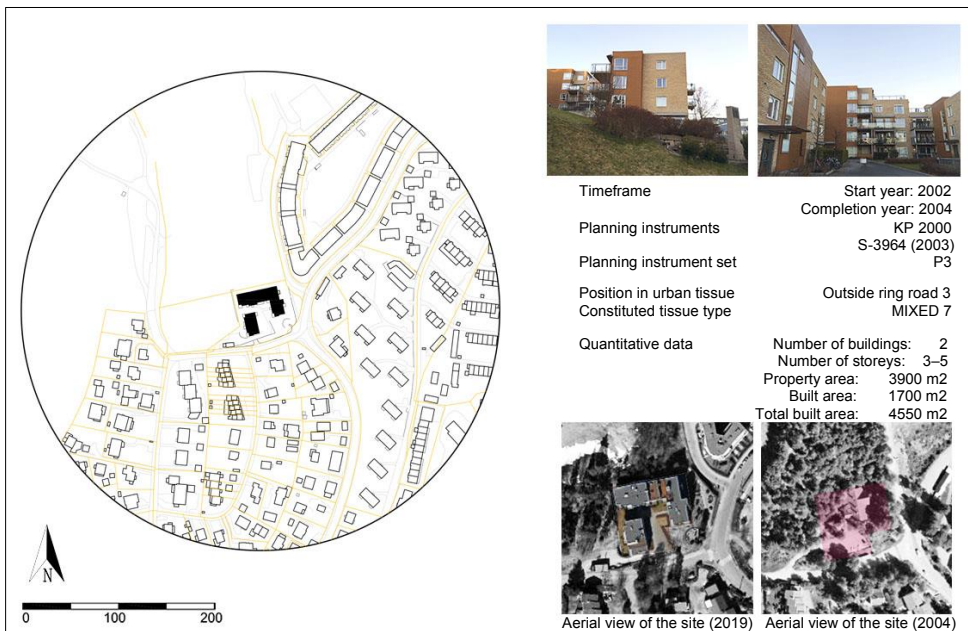 Timeframe Start year: 2002
Completion year: 2004
Planning instruments KP 2000
S-3964 (2003)
Planning instrument set P3
Position in urban tissue Outside ring road 3
Constituted tissue type MIXED 7
Quantitative data Number of buildings: 2
Number of storeys: 3–5
Property area: 3900 m2
Built area: 1700 m2
Total built area: 4550 m2
N
0 100 200
Aerial view of the site (2019) Aerial view of the site (2004)